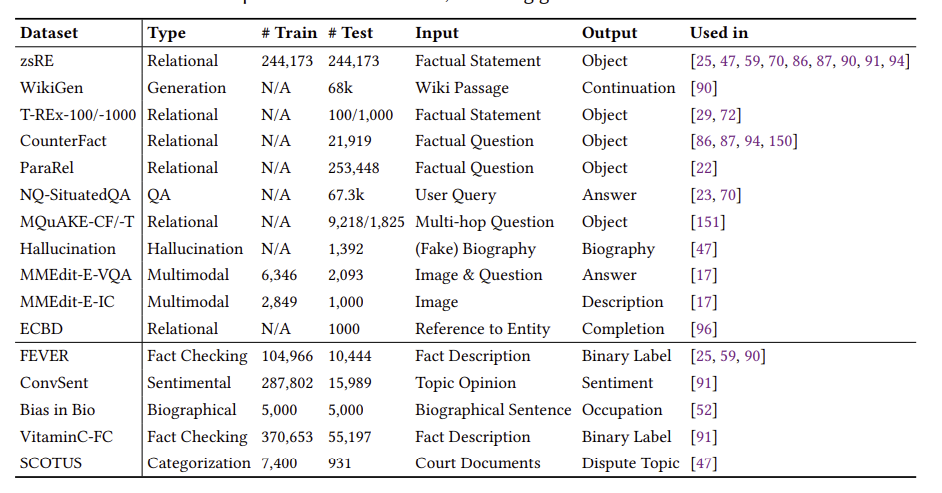 Dataset Type # Train # Test Input Output Used in
zsRE Relational 244,173 244,173 Factual Statement Object [25, 47, 59, 70, 86, 87, 90, 91, 94]
WikiGen Generation N/A 68k Wiki Passage Continuation [90]
T-REx-100/-1000 Relational N/A 100/1,000 Factual Statement Object [29, 72]
CounterFact Relational N/A 21,919 Factual Question Object [86, 87, 94, 150]
ParaRel Relational N/A 253,448 Factual Question Object [22]
NQ-SituatedQA QA N/A 67.3k User Query Answer [23, 70]
MQuAKE-CF/-T Relational N/A 9,218/1,825 Multi-hop Question Object [151]
Hallucination Hallucination N/A 1,392 (Fake) Biography Biography [47]
MMEdit-E-VQA Multimodal 6,346 2,093 Image & Question Answer [17]
MMEdit-E-IC Multimodal 2,849 1,000 Image Description [17]
ECBD Relational N/A 1000 Reference to Entity Completion [96]
FEVER Fact Checking 104,966 10,444 Fact Description Binary Label [25, 59, 90]
ConvSent Sentimental 287,802 15,989 Topic Opinion Sentiment [91]
Bias in Bio Biographical 5,000 5,000 Biographical Sentence Occupation [52]
VitaminC-FC Fact Checking 370,653 55,197 Fact Description Binary Label [91]
SCOTUS Categorization 7,400 931 Court Documents Dispute Topic [47]